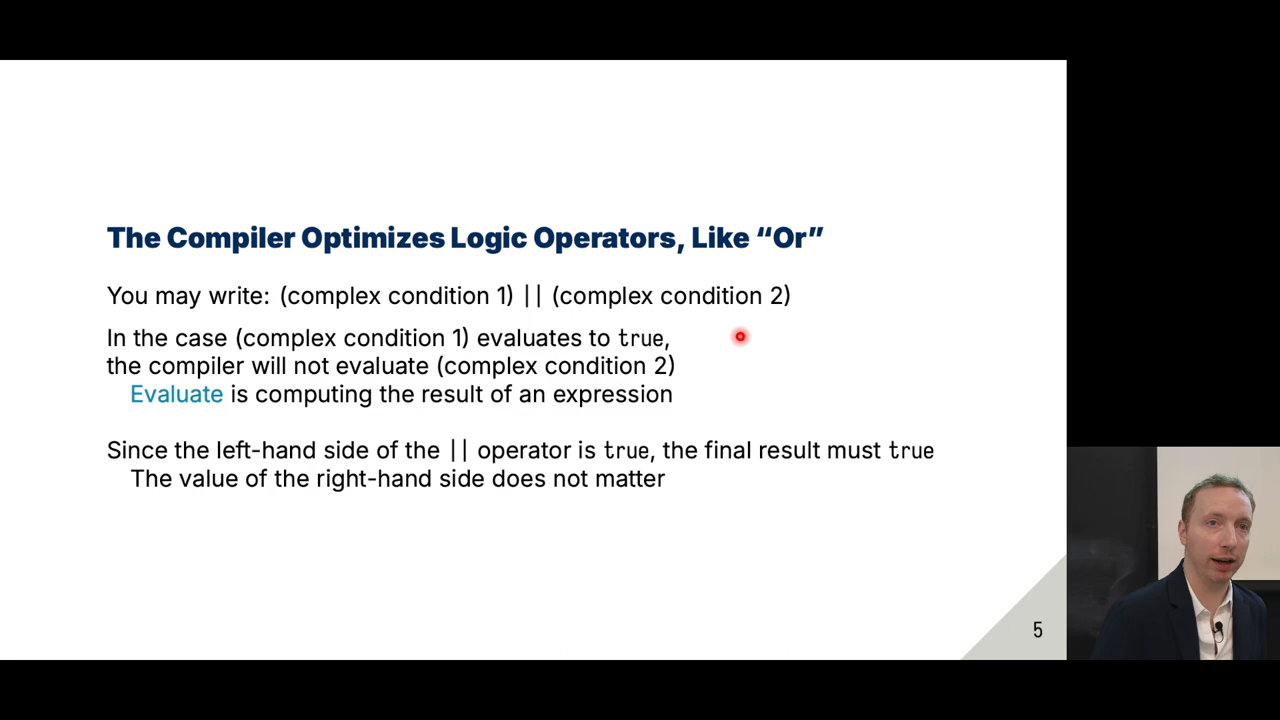 The Compiler Optimizes Logic Operators, Like “Or”
You may write: (complex condition 1) || (complex condition 2)
In the case (complex condition 1) evaluates to true,
the compiler will not evaluate (complex condition 2)
Evaluate is computing the result of an expression
Since the left-hand side of the || operator is true, the final result must true
The value of the right-hand side does not matter
5